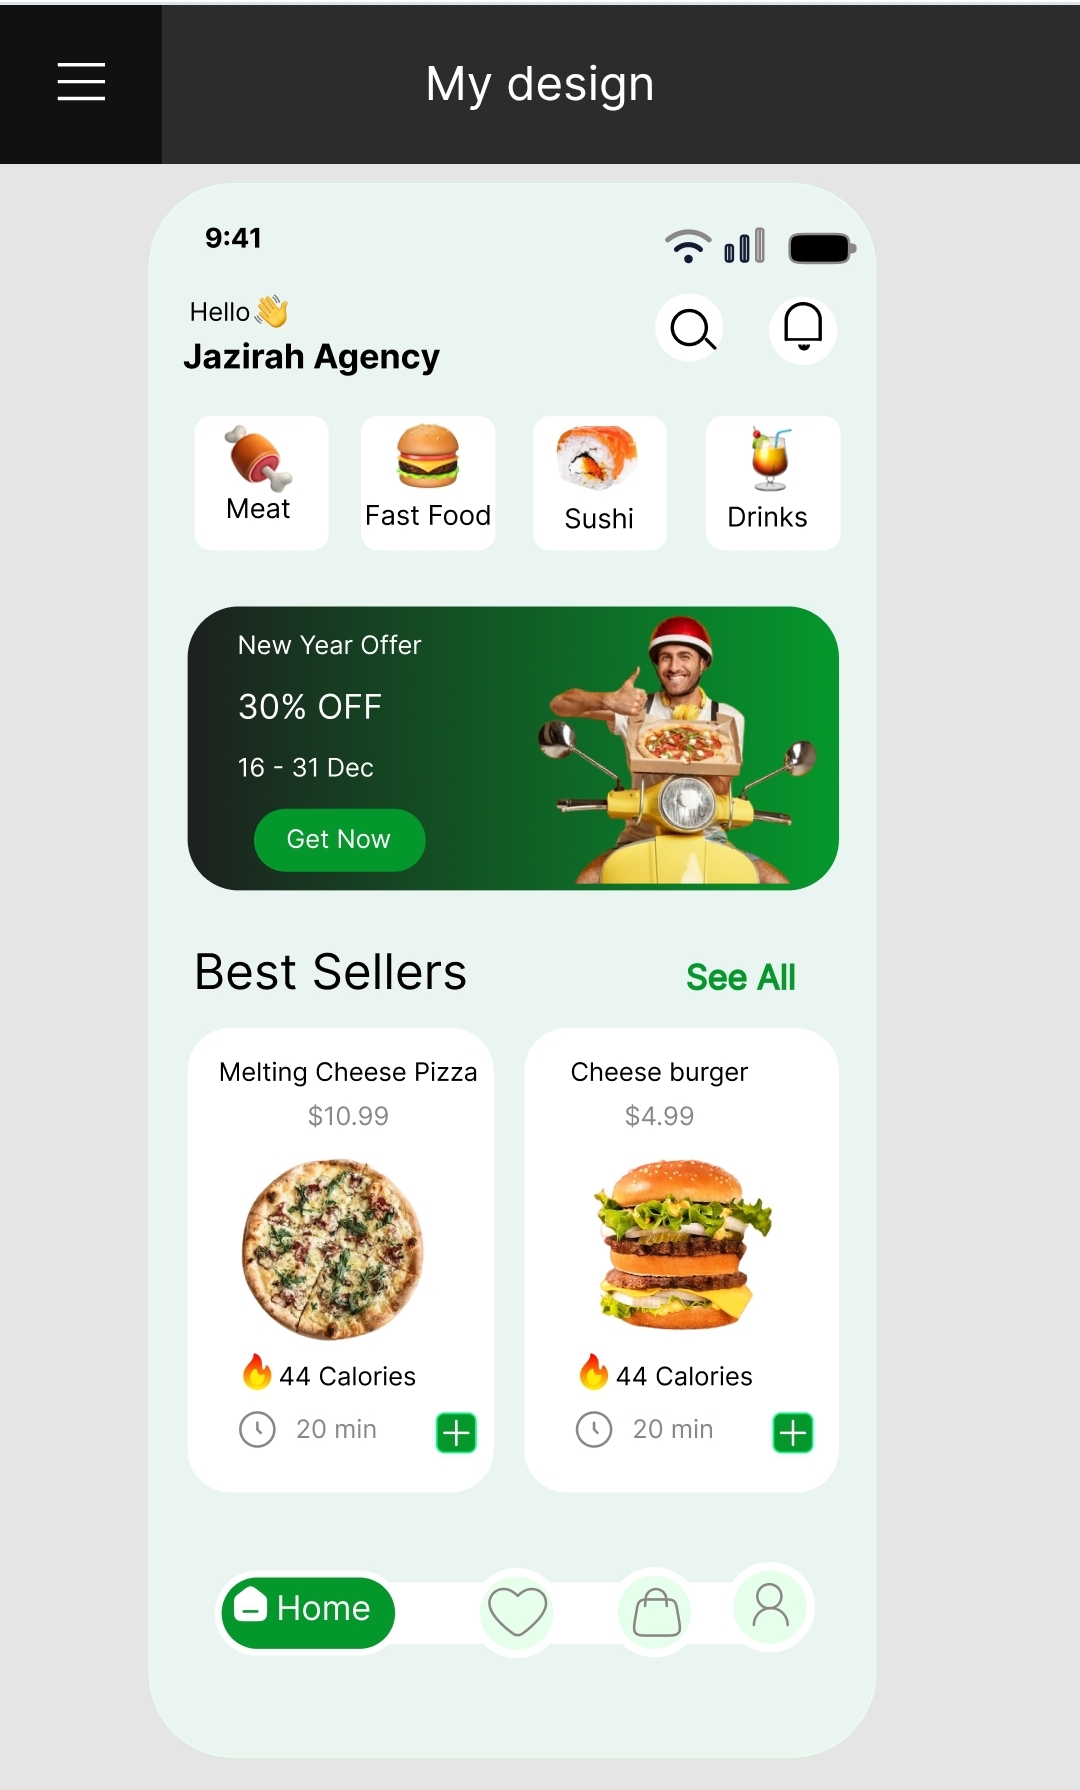 My design
9:41
Hello👋
Jazirah Agency
Meat
Fast Food
Sushi
Drinks
New Year Offer
30% OFF
16 - 31 Dec
Get Now
Best Sellers
See All
Melting Cheese Pizza
$10.99
44 Calories
20 min
Cheese burger
$4.99
44 Calories
20 min
Home